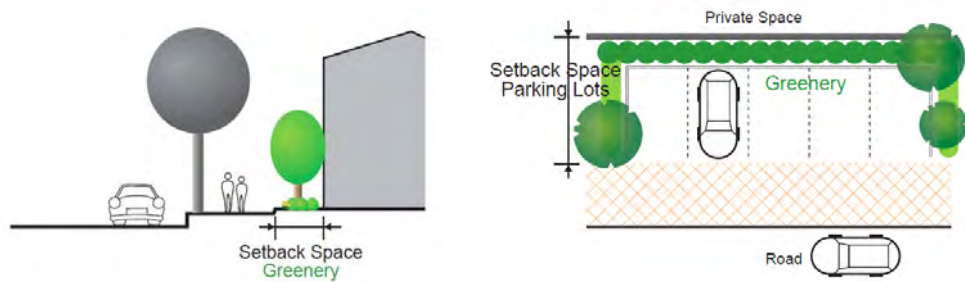 Setback Space
Greenery
Private Space
Setback Space
Parking Lots
Greenery
Road